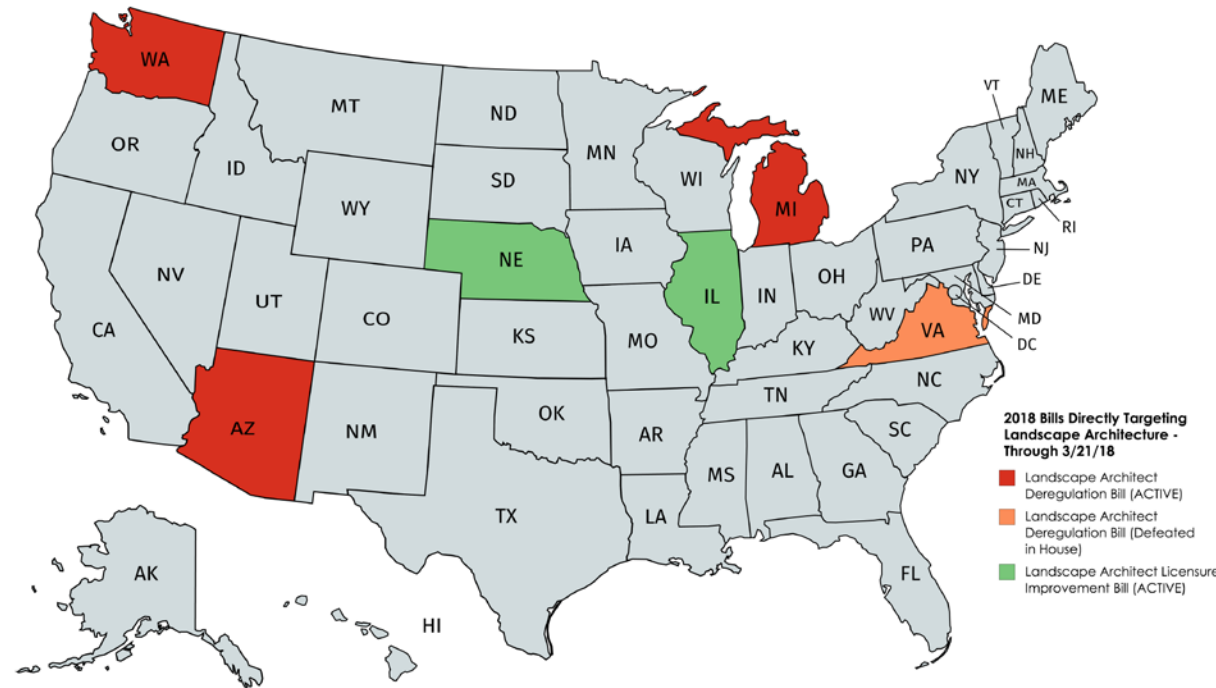 WA
MT
ND
MN
VT
ME
OR
ID
SD
WI
NY
NH
MA
WY
MI
CT
RI
IA
PA
NJ
NE
NV
UT
IL
IN
OH
DE
CO
WV
MD
CA
KS
MO
KY
VA
DC
NC
TN
AZ
NM
OK
AR
SC
MS
AL
GA
TX
LA
FL
AK
HI
2018 Bills Directly Targeting
Landscape Architecture -
Through 3/21/18
Landscape Architect
Deregulation Bill (ACTIVE)
Landscape Architect
Deregulation Bill (Defeated
in House)
Landscape Architect Licensure
Improvement Bill (ACTIVE)